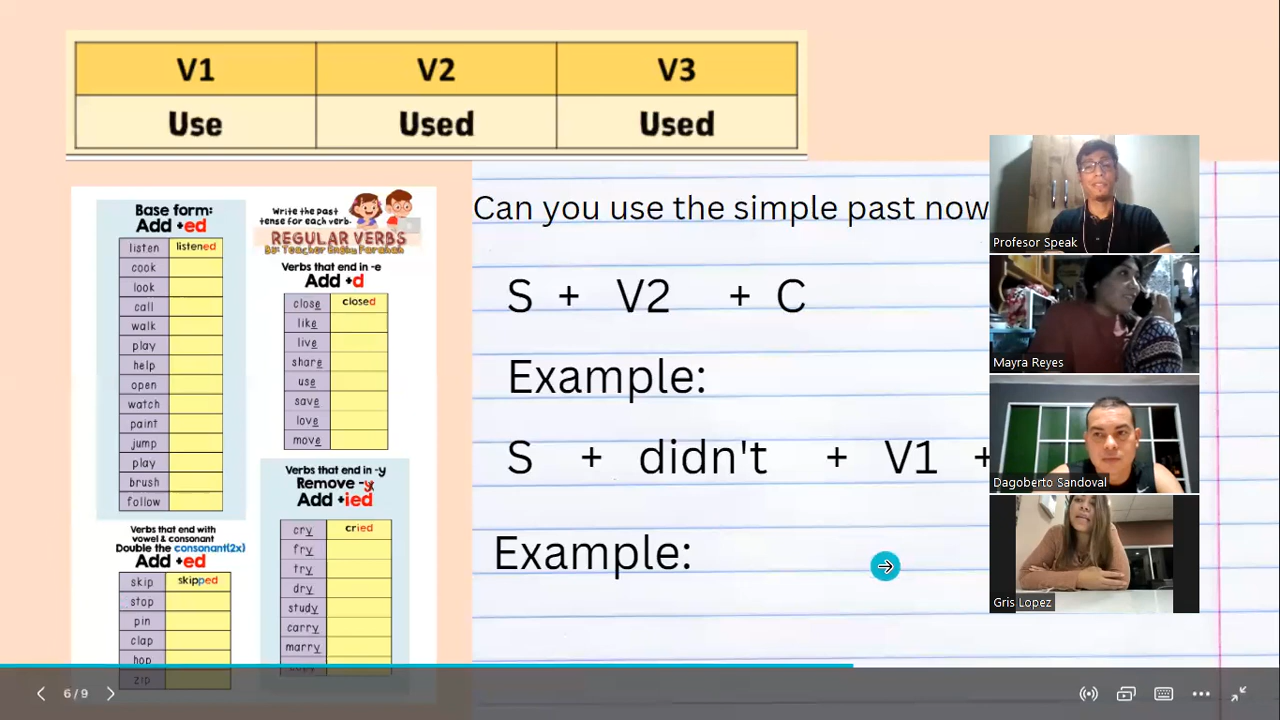 V1 V2 V3
Use Used Used
Base form:
Add +ed
listen listened
cook
look
call
walk
play
help
open
watch
paint
jump
play
brush
follow
Verbs that end with
vowel & consonant
Double the consonant(2x)
Add +ed
skip skipped
stop
pin
clap
hop
zip
Write the past
tense for each verb.
REGULAR VERBS
By: Teacher
Verbs that end in -e
Add +d
close closed
like
live
share
use
save
love
move
Verbs that end in -y
Remove -y
Add +ied
cry cried
fry
try
dry
study
carry
marry
Can you use the simple past now
S + V2 + C
Example:
S + didn't + V1 +
Example:
Profesor Speak
Mayra Reyes
Dagoberto Sandoval
Gris Lopez
6/9